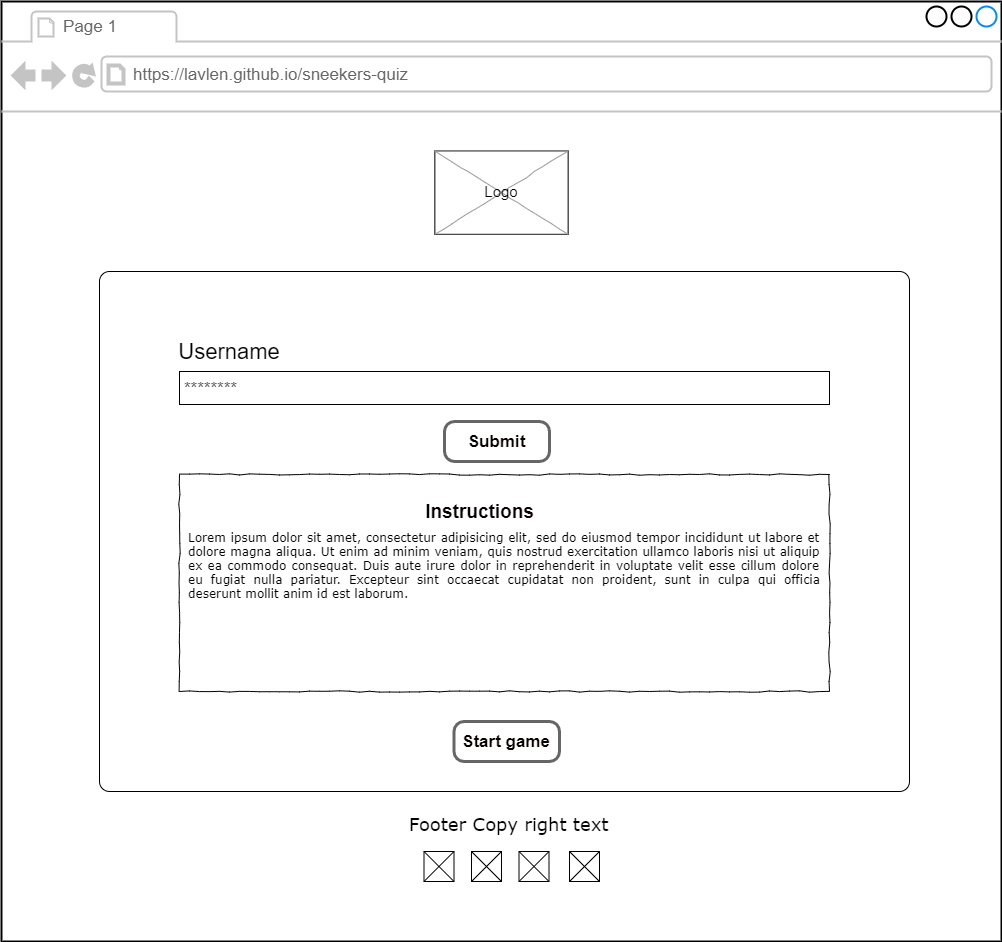 Page 1
https://lavlen.github.io/sneekers-quiz
Logo
Username
********
Submit
Instructions
Lorem ipsum dolor sit amet, consectetur adipisicing elit, sed do eiusmod tempor incididunt ut labore et
dolore magna aliqua. Ut enim ad minim veniam, quis nostrud exercitation ullamco laboris nisi ut aliquip
ex ea commodo consequat. Duis aute irure dolor in reprehenderit in voluptate velit esse cillum dolore
eu fugiat nulla pariatur. Excepteur sint occaecat cupidatat non proident, sunt in culpa qui officia
deserunt mollit anim id est laborum.
Start game
Footer Copy right text